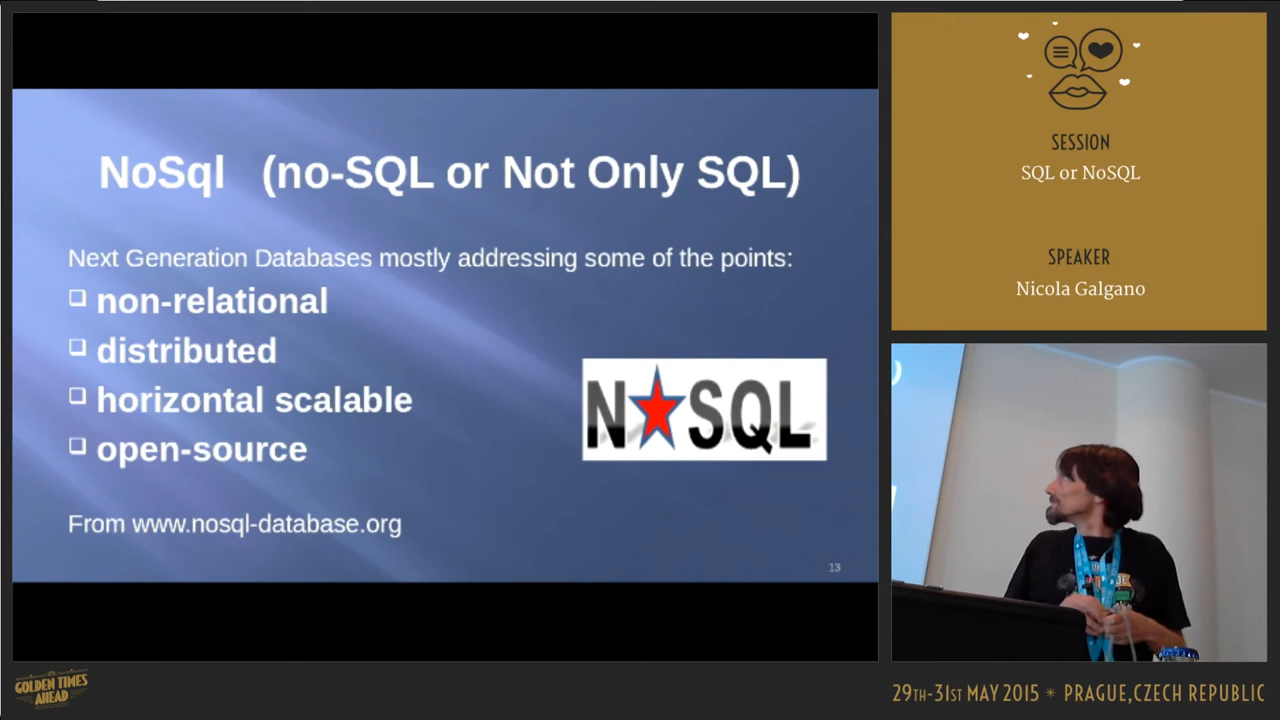 NoSql (no-SQL or Not Only SQL)
Next Generation Databases mostly addressing some of the points:
non-relational
distributed
horizontal scalable
open-source
N★SQL
From www.nosql-database.org
13
SESSION
SQL or NoSQL
SPEAKER
Nicola Galgano
GOLDEN TIMES
AHEAD
29TH-31ST MAY 2015 * PRAGUE, CZECH REPUBLIC